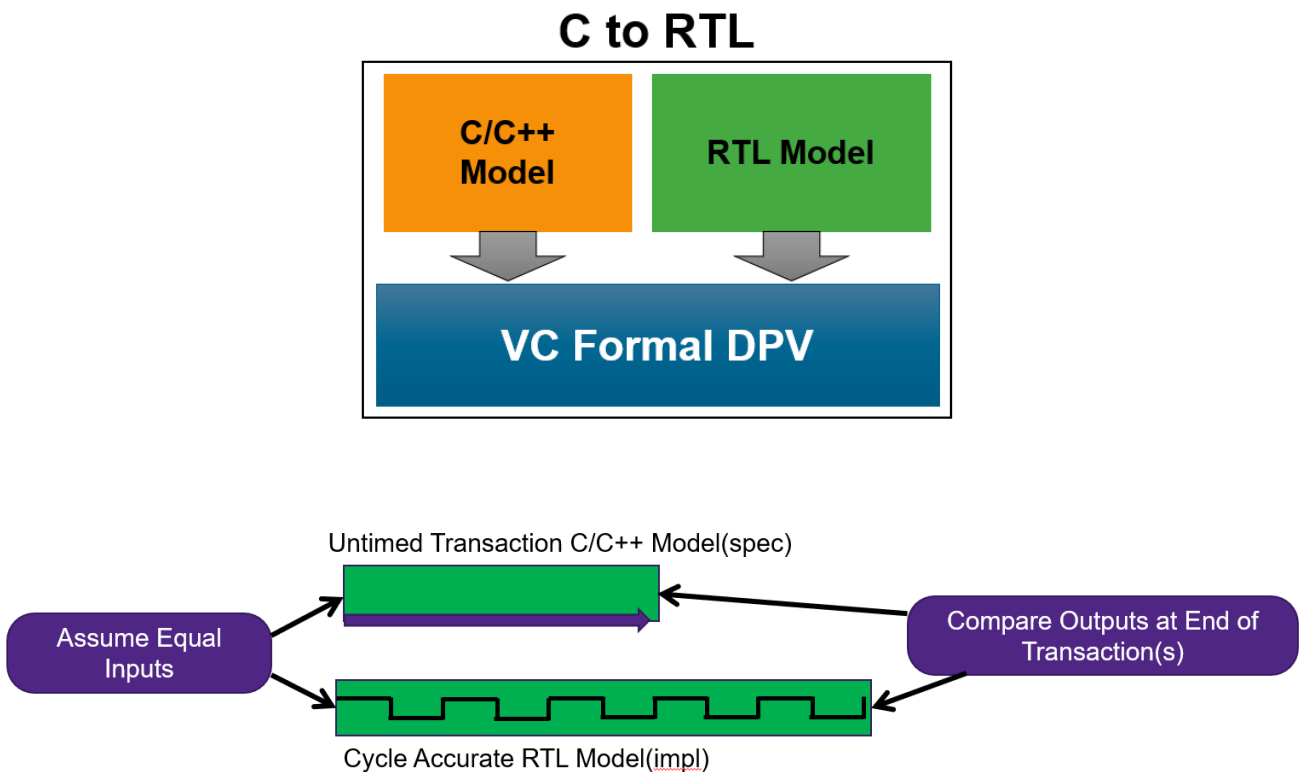 C to RTL
C/C++
Model
RTL Model
VC Formal DPV
Untimed Transaction C/C++ Model(spec)
Assume Equal
Inputs
Compare Outputs at End of
Transaction(s)
Cycle Accurate RTL Model(impl)